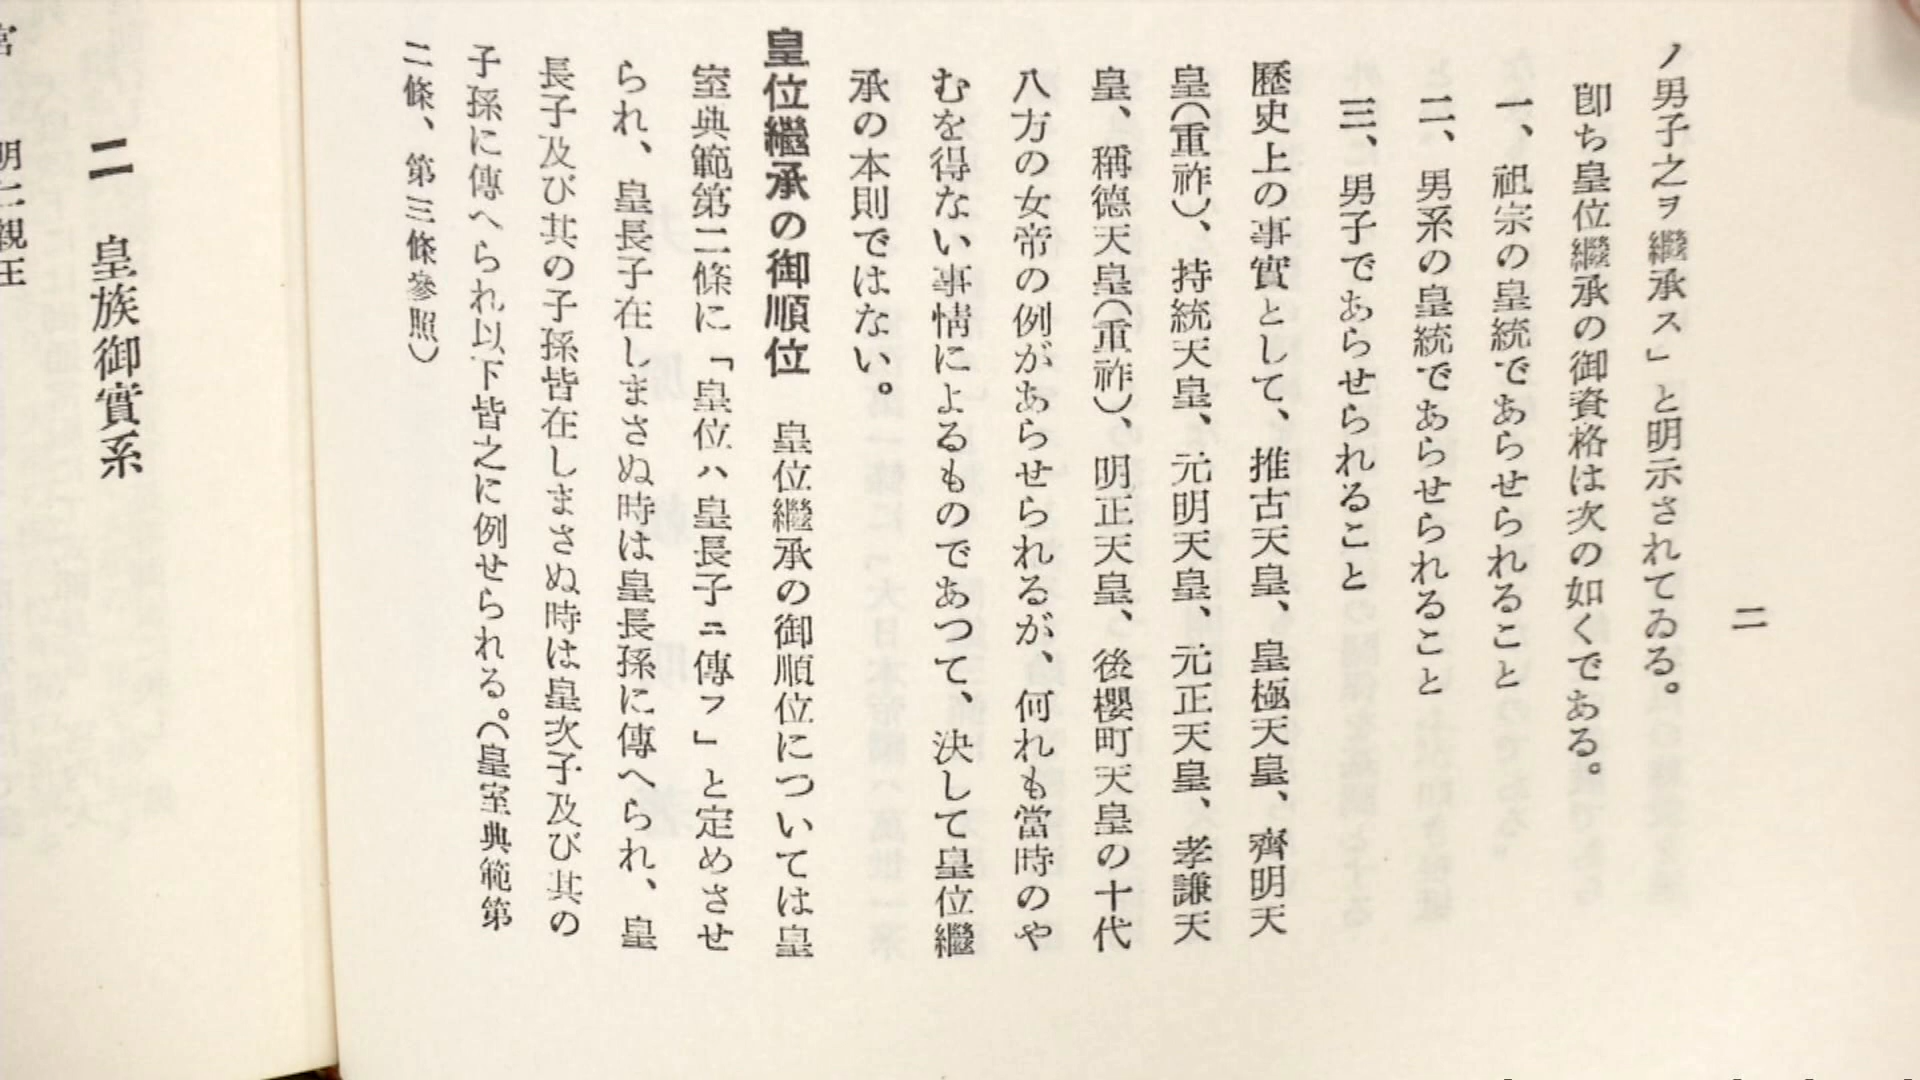 二
ノ男子之ヲ繼承ス」と明示されてゐる。
卽ち皇位繼承の御資格は次の如くである。
一、祖宗の皇統であらせられること
二、男系の皇統であらせられること
三、男子であらせられること
歷史上の事實として、推古天皇、皇極天皇、齊明天
皇(重祚)、持統天皇、元明天皇、元正天皇、孝謙天
皇、稱德天皇(重祚)、明正天皇、後櫻町天皇の十代
八方の女帝の例があらせられるが、何れも當時のや
むを得ない事情によるものであつて、決して皇位繼
承の本則ではない。
皇位繼承の御順位 皇位繼承の御順位については皇
室典範第二條に「皇位ハ皇長子ニ傳フ」と定めさせ
られ、皇長子在しまさぬ時は皇長孫に傳へられ、皇
長子及び其の子孫皆在しまさぬ時は皇次子及び其の
子孫に傳へられ以下皆之に例せられる。(皇室典範第
二條、第三條參照)
二 皇族御實系
宮 明仁親王